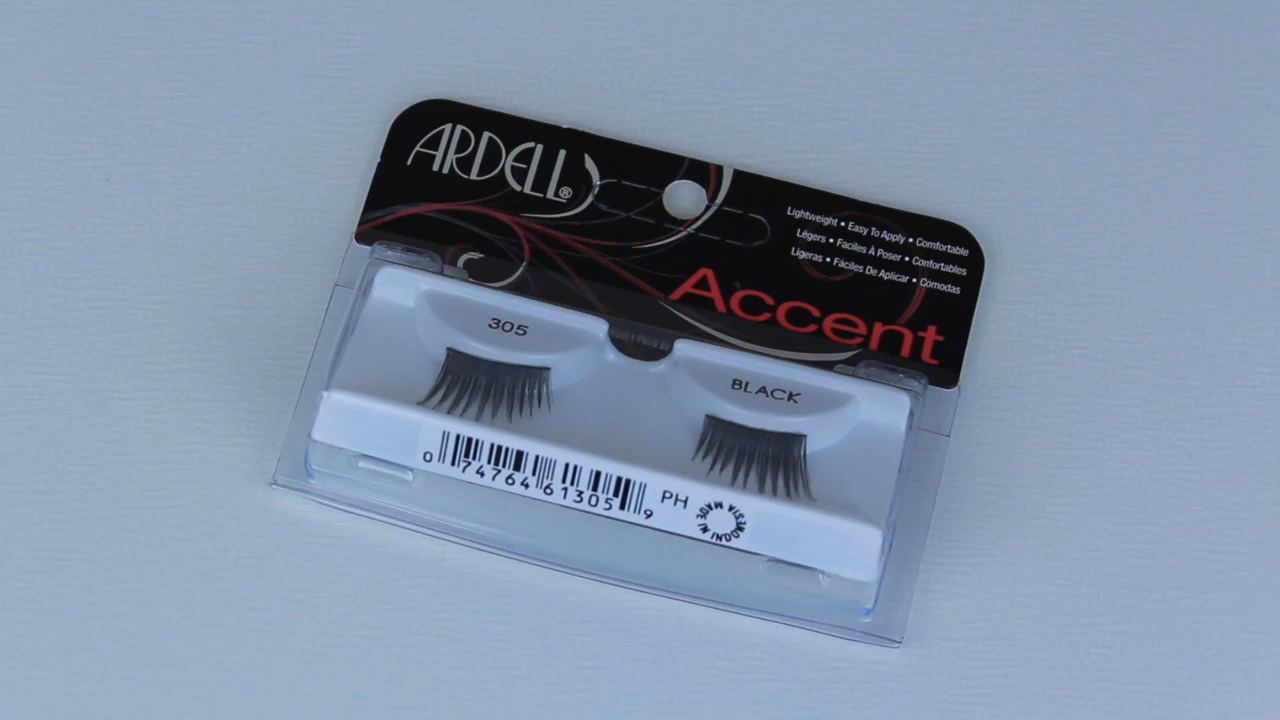 ARDELL®
Lightweight • Easy To Apply • Comfortable
Légers • Faciles À Poser • Confortables
Ligeras • Fáciles De Aplicar • Cómodas
Accent
305
BLACK
0 74764 61305 9
PH
MADE IN INDONESIA